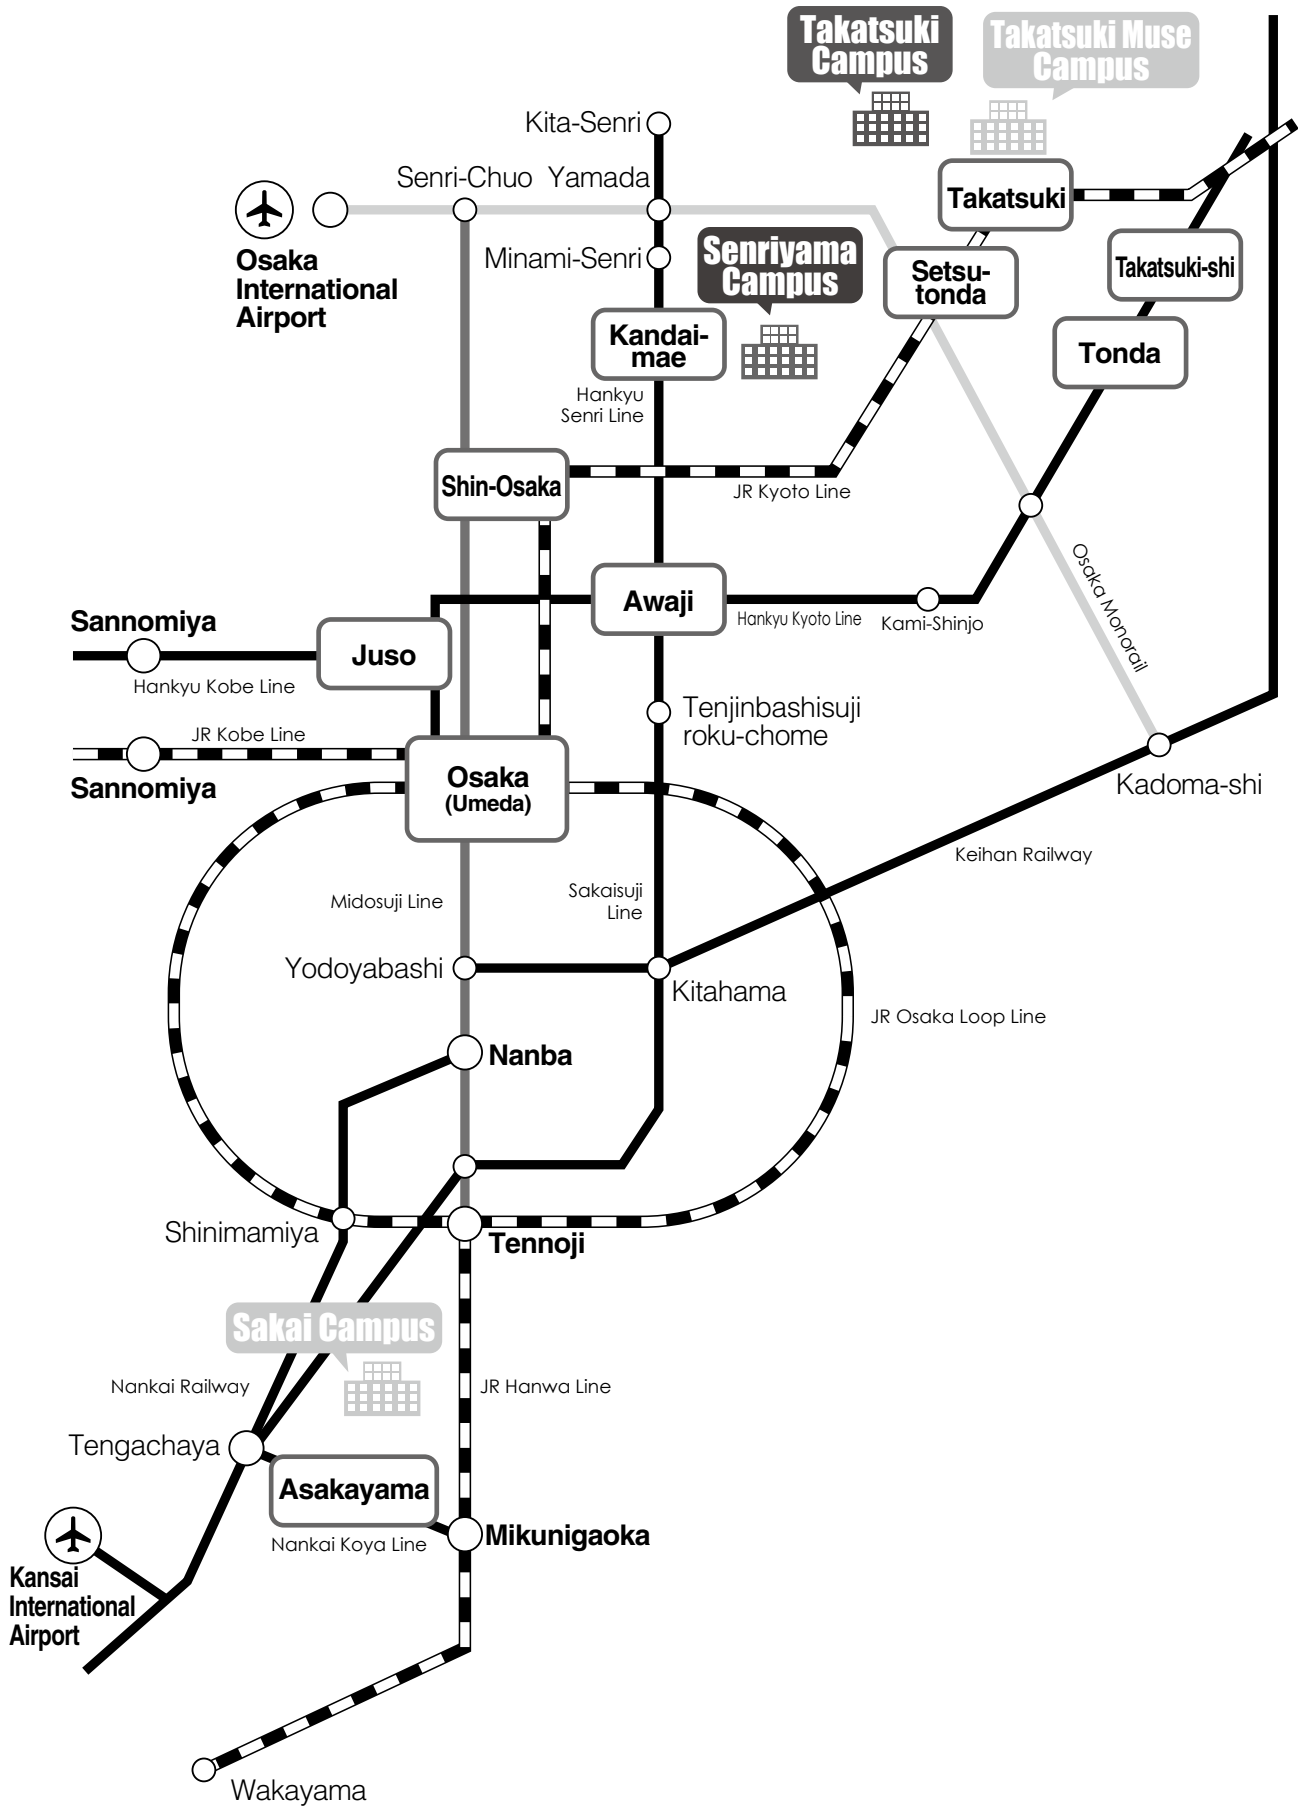 Takatsuki
Campus
Takatsuki Muse
Campus
Kita-Senri
Senri-Chuo
Yamada
Takatsuki
Osaka
International
Airport
Minami-Senri
Senriyama
Campus
Setsu-
tonda
Takatsuki-shi
Kandai-
mae
Tonda
Hankyu
Senri Line
Shin-Osaka
JR Kyoto Line
Osaka Monorail
Awaji
Hankyu Kyoto Line
Kami-Shinjo
Sannomiya
Juso
Hankyu Kobe Line
Tenjinbashisuji
roku-chome
JR Kobe Line
Sannomiya
Osaka
(Umeda)
Kadoma-shi
Keihan Railway
Midosuji Line
Sakaisuji
Line
Yodoyabashi
Kitahama
JR Osaka Loop Line
Nanba
Shinimamiya
Tennoji
Sakai Campus
Nankai Railway
JR Hanwa Line
Tengachaya
Asakayama
Nankai Koya Line
Mikunigaoka
Kansai
International
Airport
Wakayama